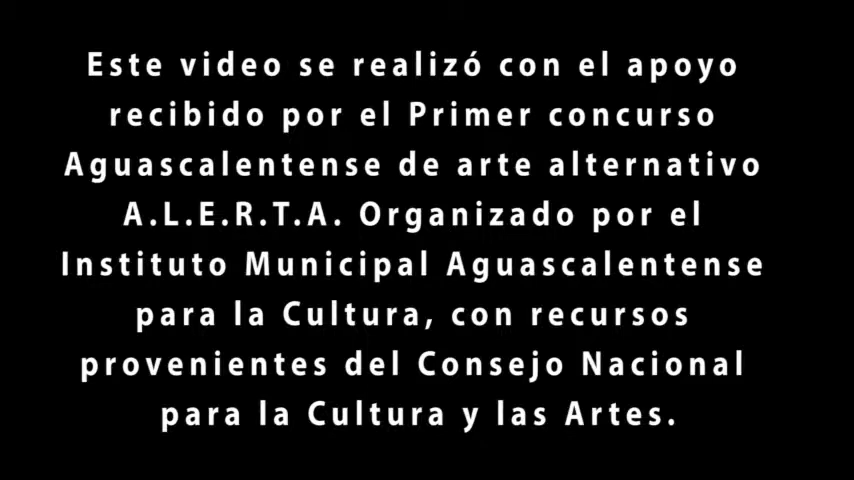 Este video se realizó con el apoyo
recibido por el Primer concurso
Aguascalentense de arte alternativo
A.L.E.R.T.A. Organizado por el
Instituto Municipal Aguascalentense
para la Cultura, con recursos
provenientes del Consejo Nacional
para la Cultura y las Artes.